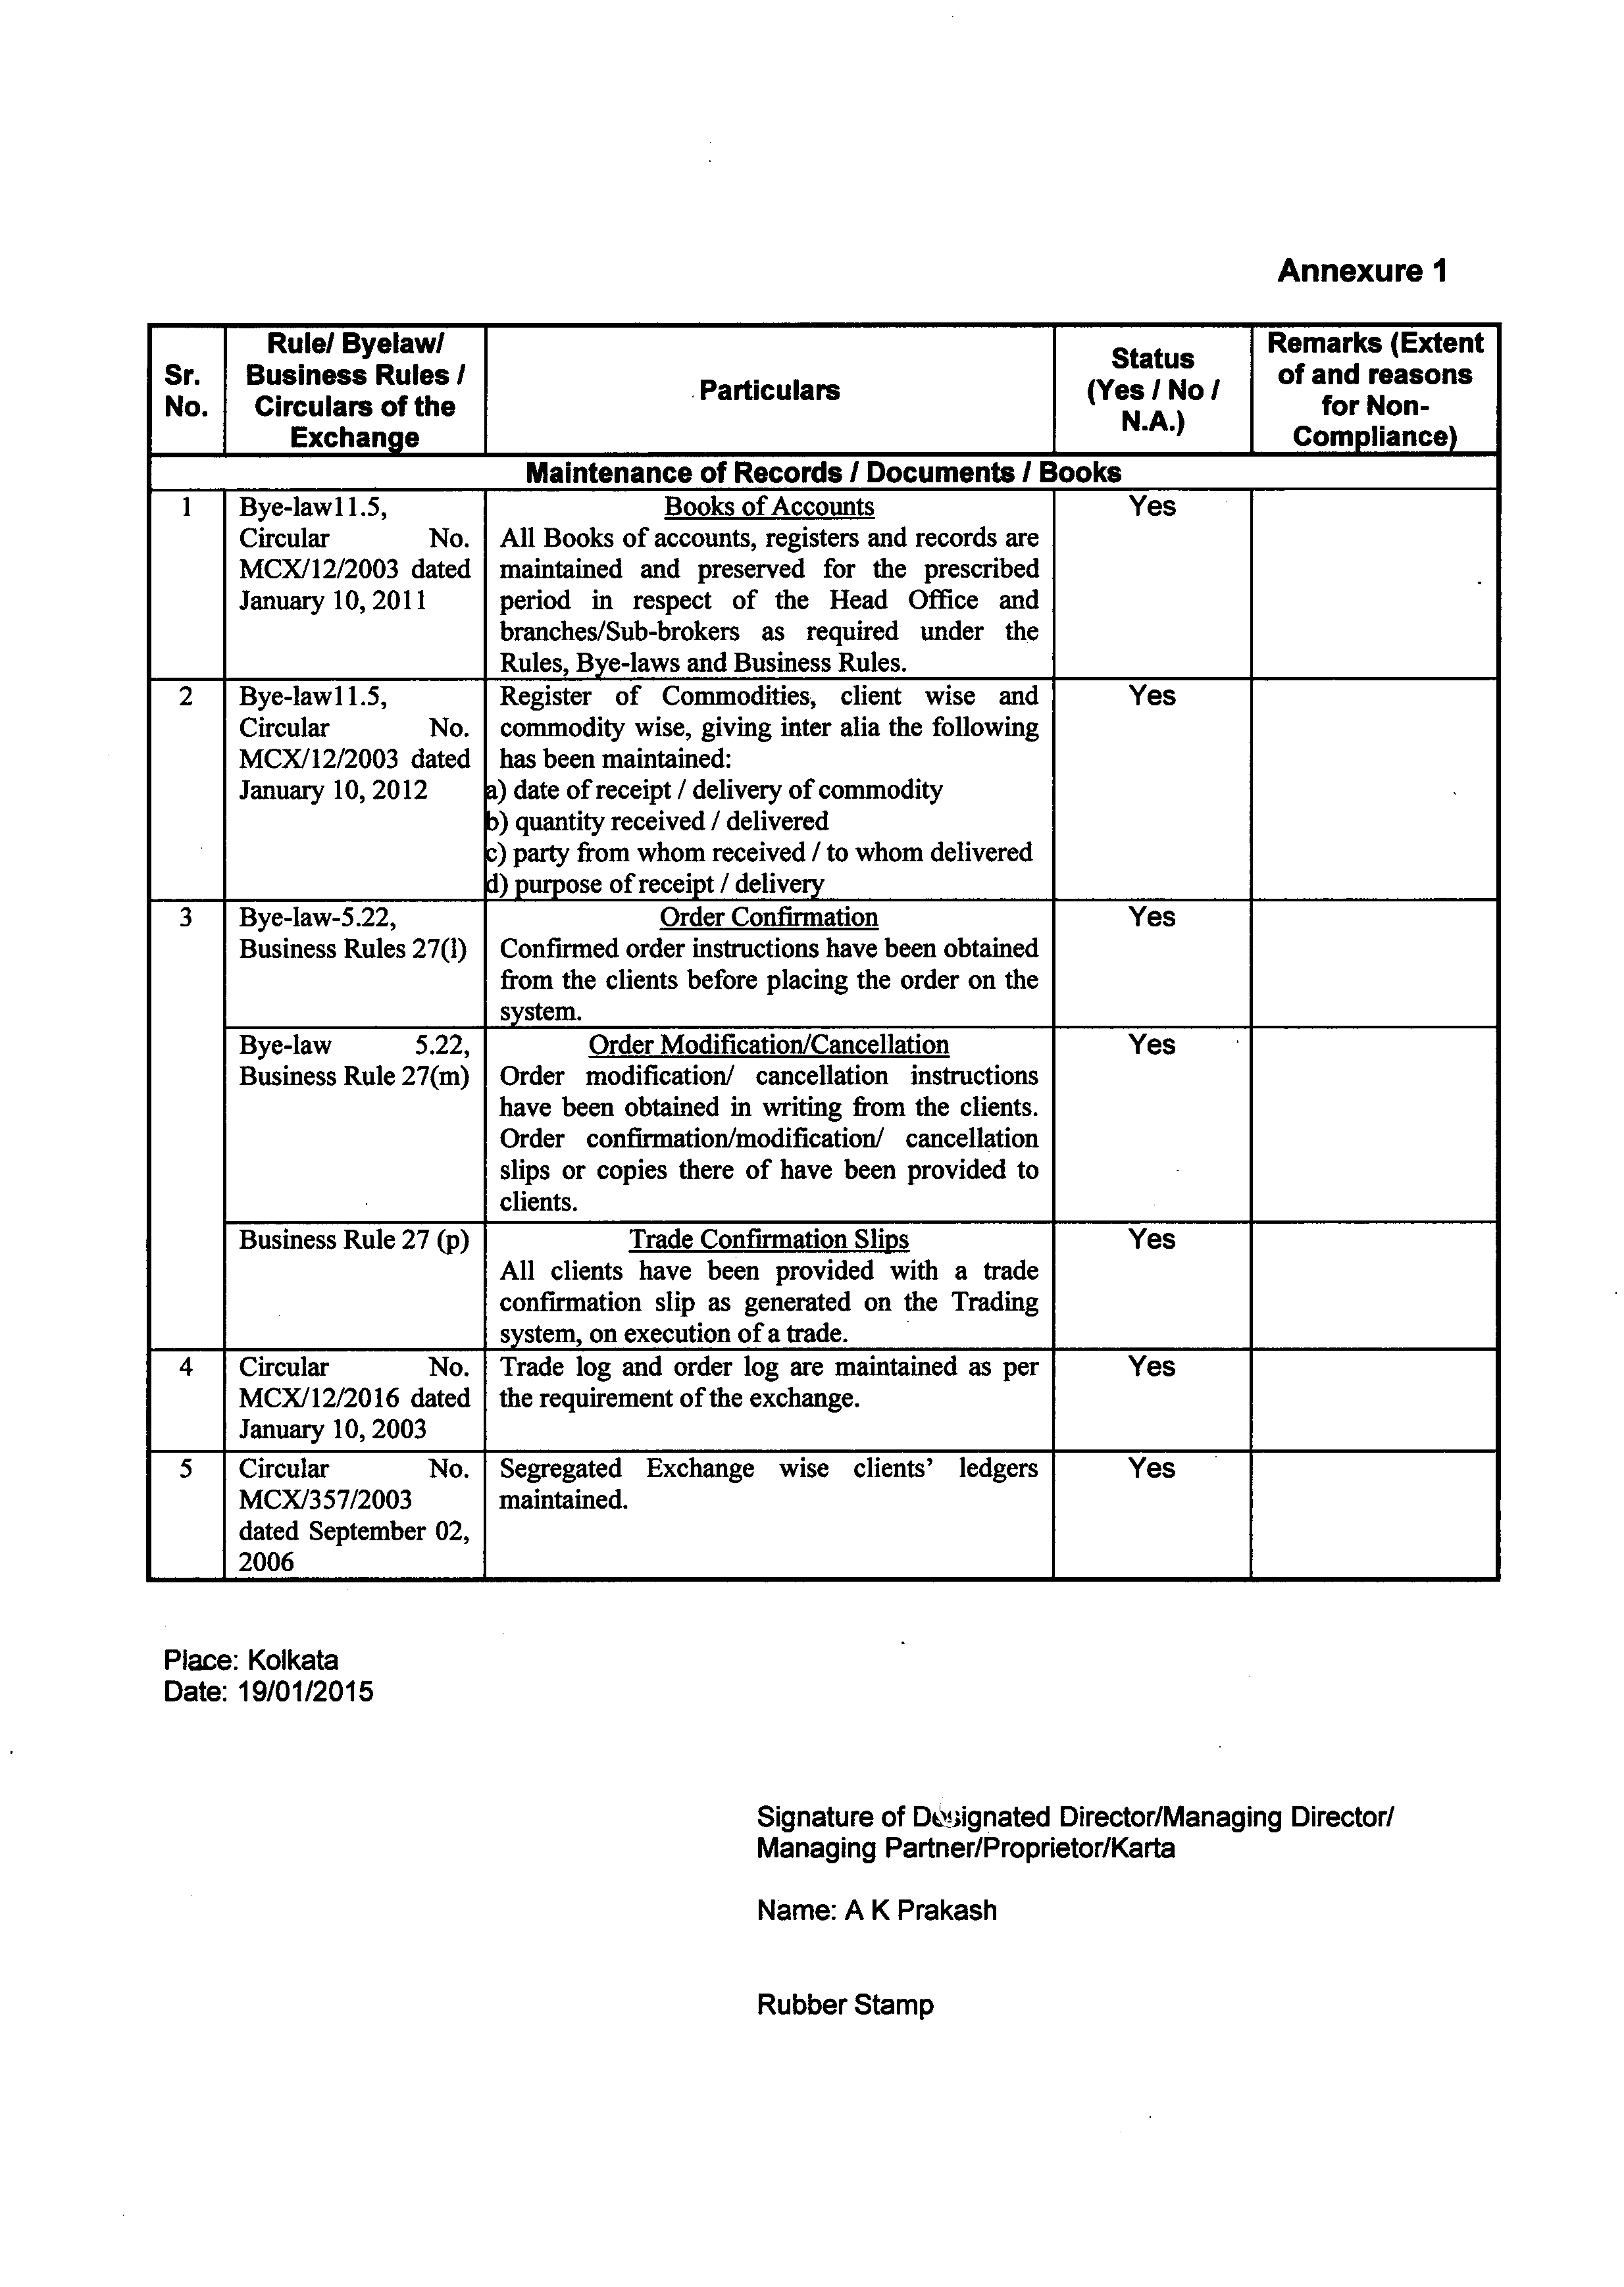 Annexure 1
Sr. No.
Rule/ Byelaw/ Business Rules / Circulars of the Exchange
Particulars
Status (Yes / No / N.A.)
Remarks (Extent of and reasons for Non-Compliance)
Maintenance of Records / Documents / Books
1
Bye-law11.5,
Circular No.
MCX/12/2003 dated
January 10, 2011
Books of Accounts
All Books of accounts, registers and records are
maintained and preserved for the prescribed
period in respect of the Head Office and
branches/Sub-brokers as required under the
Rules, Bye-laws and Business Rules.
Yes
2
Bye-law11.5,
Circular No.
MCX/12/2003 dated
January 10, 2012
Register of Commodities, client wise and
commodity wise, giving inter alia the following
has been maintained:
a) date of receipt / delivery of commodity
b) quantity received / delivered
c) party from whom received / to whom delivered
d) purpose of receipt / delivery
Yes
3
Bye-law-5.22,
Business Rules 27(l)
Order Confirmation
Confirmed order instructions have been obtained
from the clients before placing the order on the
system.
Yes
Bye-law 5.22,
Business Rule 27(m)
Order Modification/Cancellation
Order modification/ cancellation instructions
have been obtained in writing from the clients.
Order confirmation/modification/ cancellation
slips or copies there of have been provided to
clients.
Yes
Business Rule 27 (p)
Trade Confirmation Slips
All clients have been provided with a trade
confirmation slip as generated on the Trading
system, on execution of a trade.
Yes
4
Circular No.
MCX/12/2016 dated
January 10, 2003
Trade log and order log are maintained as per
the requirement of the exchange.
Yes
5
Circular No.
MCX/357/2003
dated September 02,
2006
Segregated Exchange wise clients' ledgers
maintained.
Yes
Place: Kolkata
Date: 19/01/2015
Signature of Designated Director/Managing Director/
Managing Partner/Proprietor/Karta
Name: A K Prakash
Rubber Stamp